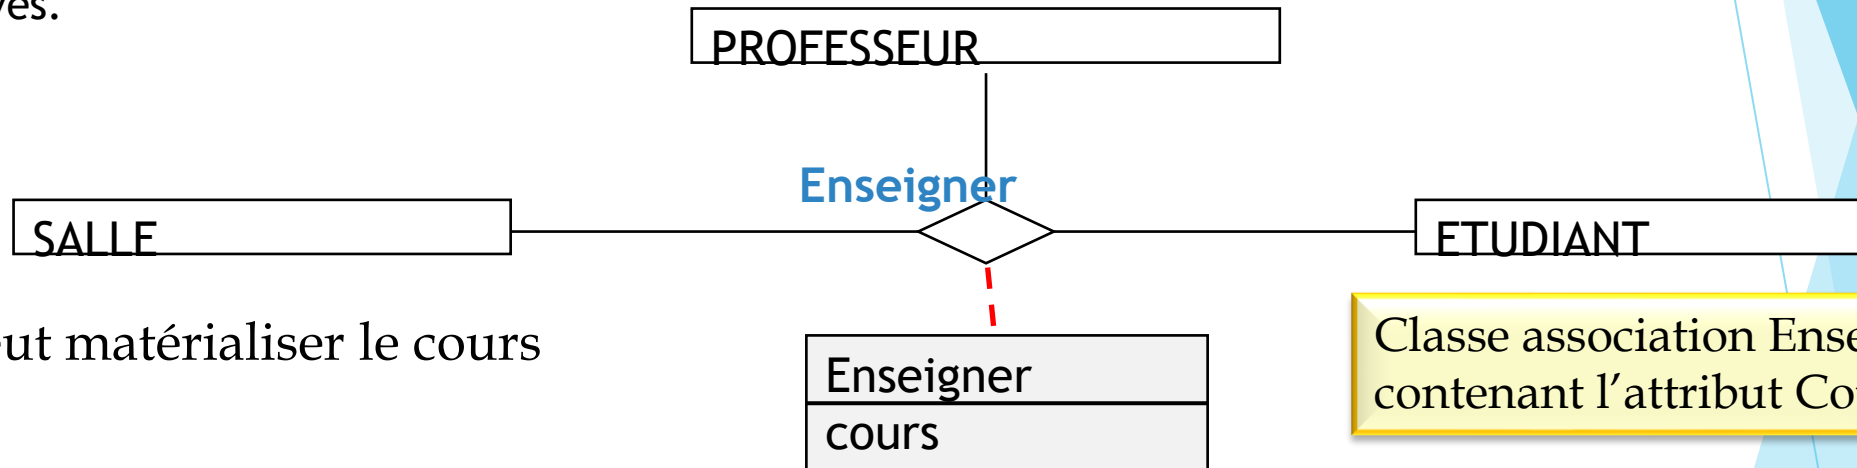 PROFESSEUR
Enseigner
SALLE
ETUDIANT
matérialiser le cours
Classe association
contenant l'attribut
Enseigner
cours